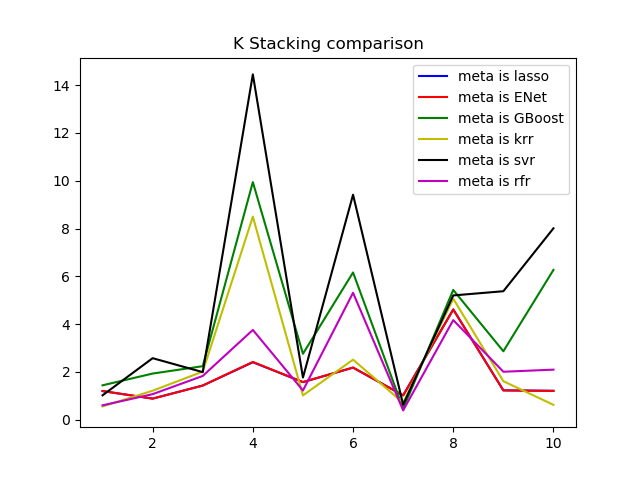 K Stacking comparison
meta is lasso
meta is ENet
meta is GBoost
meta is krr
meta is svr
meta is rfr
14
12
10
8
6
4
2
0
2 4 6 8 10